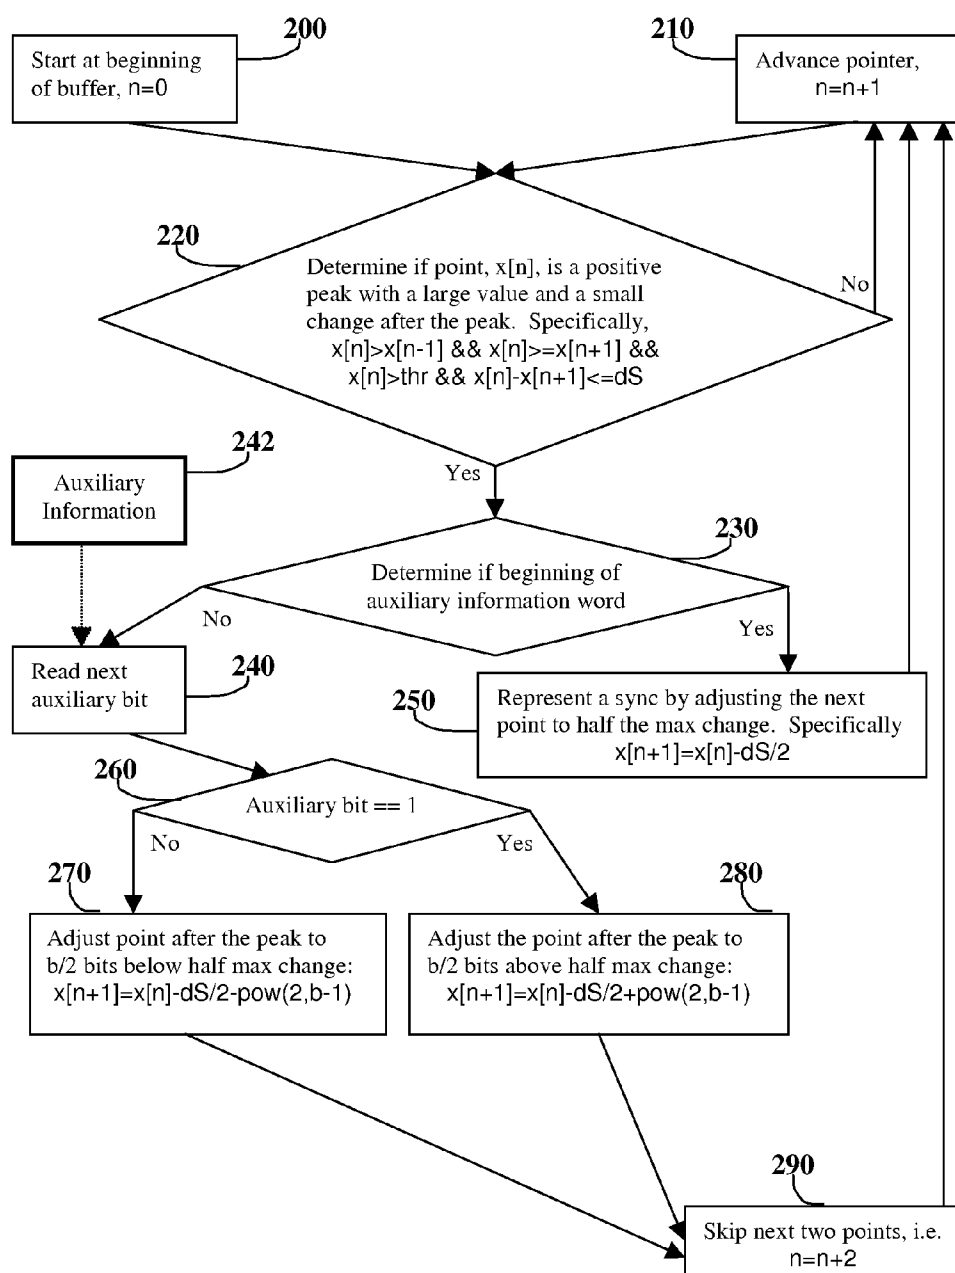 200
Start at beginning
of buffer, n=0
210
Advance pointer,
n=n+1
220
Determine if point, x[n], is a positive
peak with a large value and a small
change after the peak. Specifically,
x[n]>x[n-1] && x[n]>=x[n+1] &&
x[n]>thr && x[n]-x[n+1]<=dS
No
Yes
242
Auxiliary
Information
230
Determine if beginning of
auxiliary information word
No
Yes
240
Read next
auxiliary bit
250
Represent a sync by adjusting the next
point to half the max change. Specifically
x[n+1]=x[n]-dS/2
260
Auxiliary bit == 1
No
Yes
270
Adjust point after the peak to
b/2 bits below half max change:
x[n+1]=x[n]-dS/2-pow(2,b-1)
280
Adjust the point after the peak to
b/2 bits above half max change:
x[n+1]=x[n]-dS/2+pow(2,b-1)
290
Skip next two points, i.e.
n=n+2